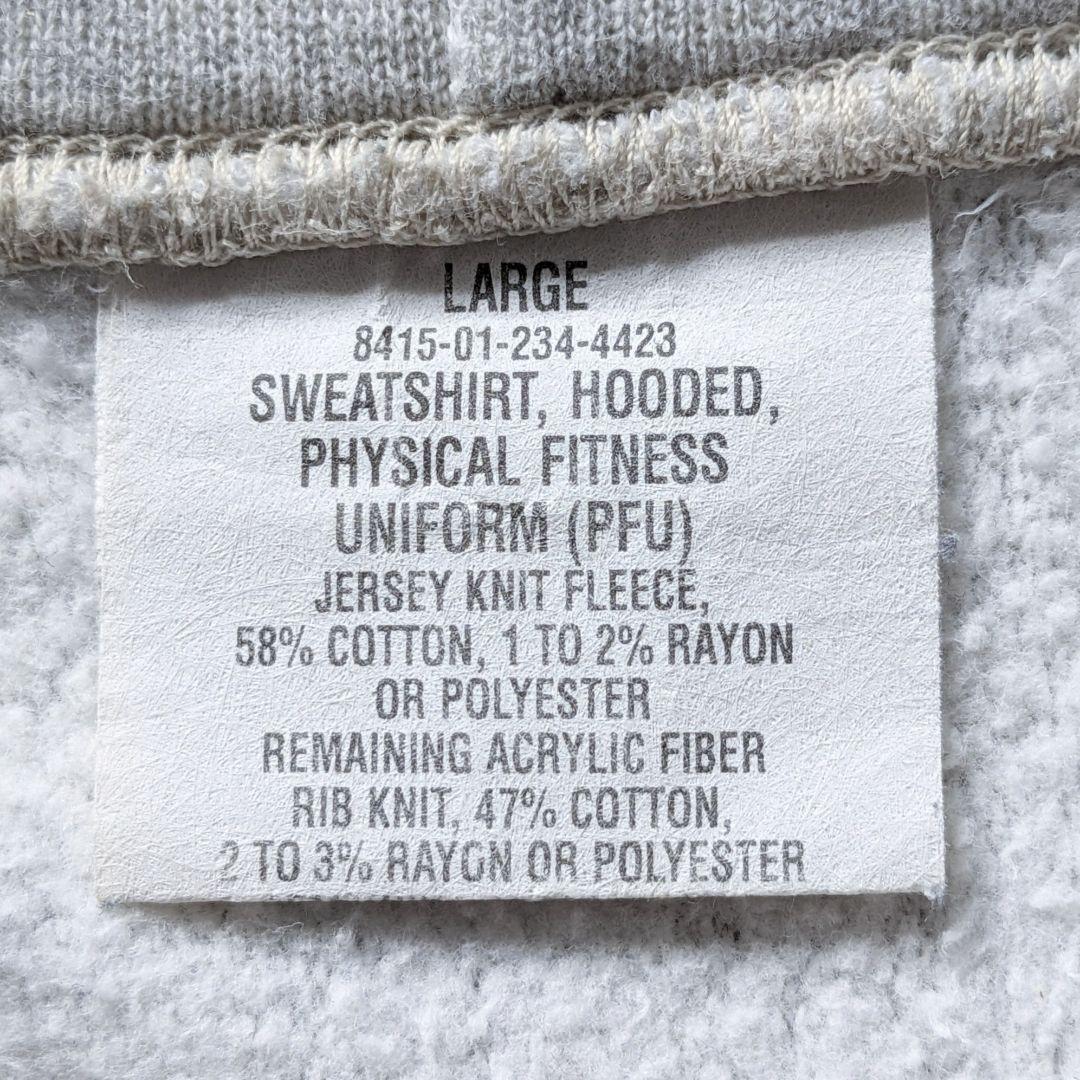 LARGE
8415-01-234-4423
SWEATSHIRT, HOODED,
PHYSICAL FITNESS
UNIFORM (PFU)
JERSEY KNIT FLEECE,
58% COTTON, 1 TO 2% RAYON
OR POLYESTER
REMAINING ACRYLIC FIBER
RIB KNIT, 47% COTTON,
2 TO 3% RAYON OR POLYESTER